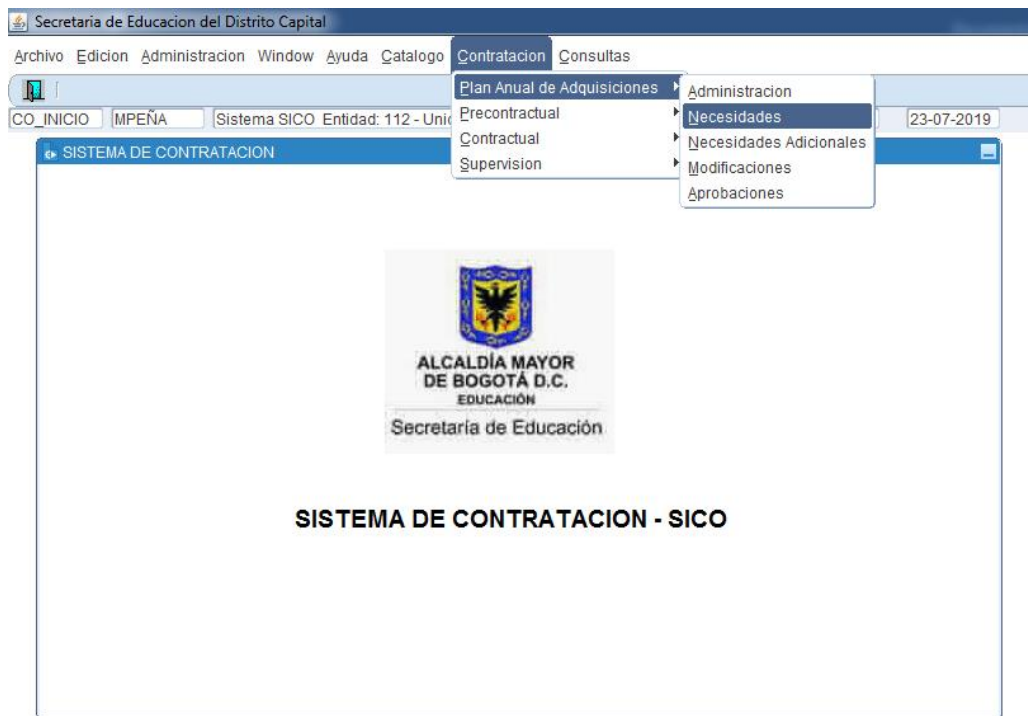 Secretaria de Educacion del Distrito Capital
Archivo Edicion Administracion Window Ayuda Catalogo Contratacion Consultas
Plan Anual de Adquisiciones
Precontractual
Contractual
Supervision
Administracion
Necesidades
Necesidades Adicionales
Modificaciones
Aprobaciones
CO_INICIO MPEÑA Sistema SICO Entidad: 112 - Unic 23-07-2019
SISTEMA DE CONTRATACION
ALCALDÍA MAYOR
DE BOGOTÁ D.C.
EDUCACIÓN
Secretaría de Educación
SISTEMA DE CONTRATACION - SICO